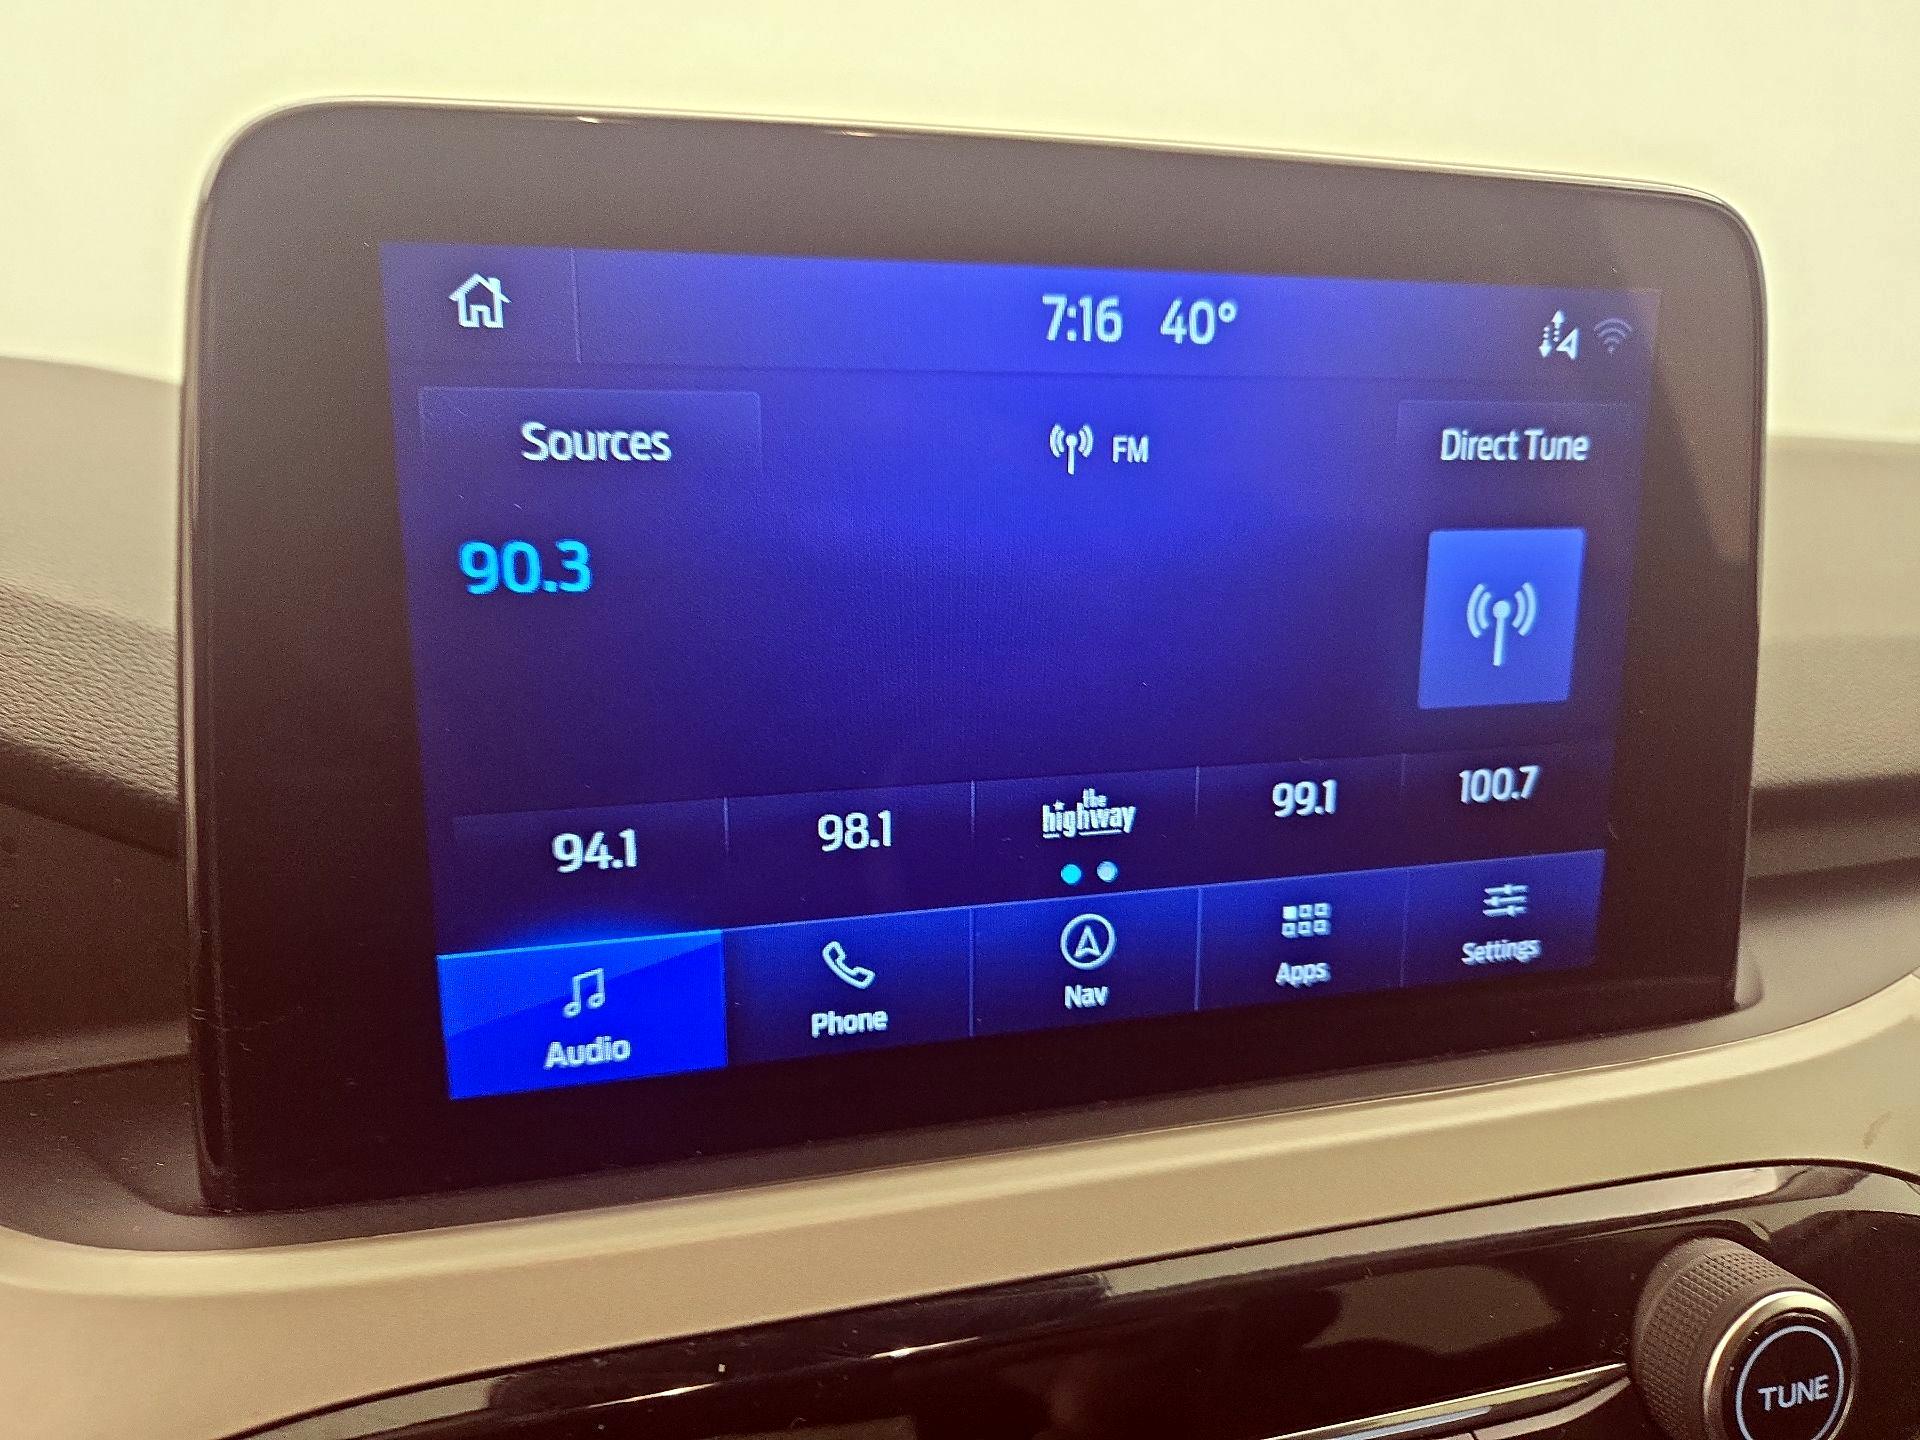 7:16 40°
Sources FM Direct Tune
90.3
94.1 98.1 the highway 99.1 100.7
Audio Phone Nav Apps Settings
TUNE